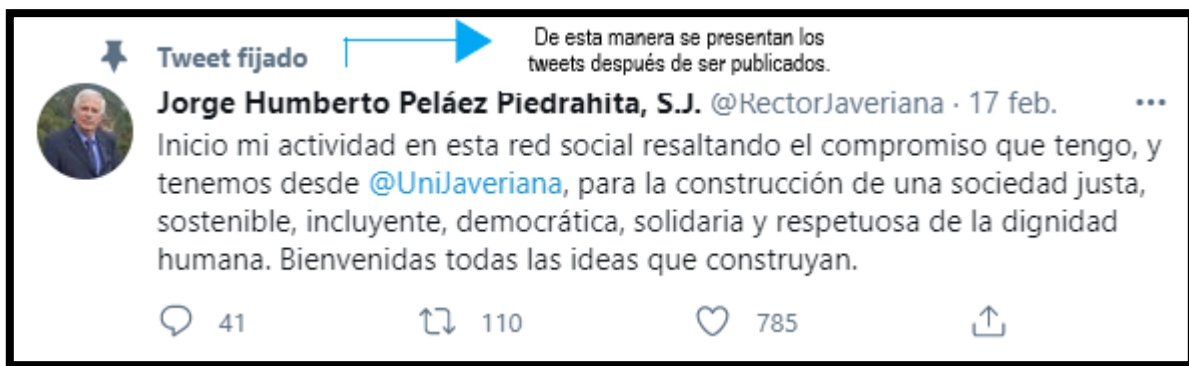 Tweet fijado
De esta manera se presentan los
tweets después de ser publicados.
Jorge Humberto Peláez Piedrahita, S.J. @RectorJaveriana · 17 feb.
Inicio mi actividad en esta red social resaltando el compromiso que tengo, y
tenemos desde @UniJaveriana, para la construcción de una sociedad justa,
sostenible, incluyente, democrática, solidaria y respetuosa de la dignidad
humana. Bienvenidas todas las ideas que construyan.
41 110 785